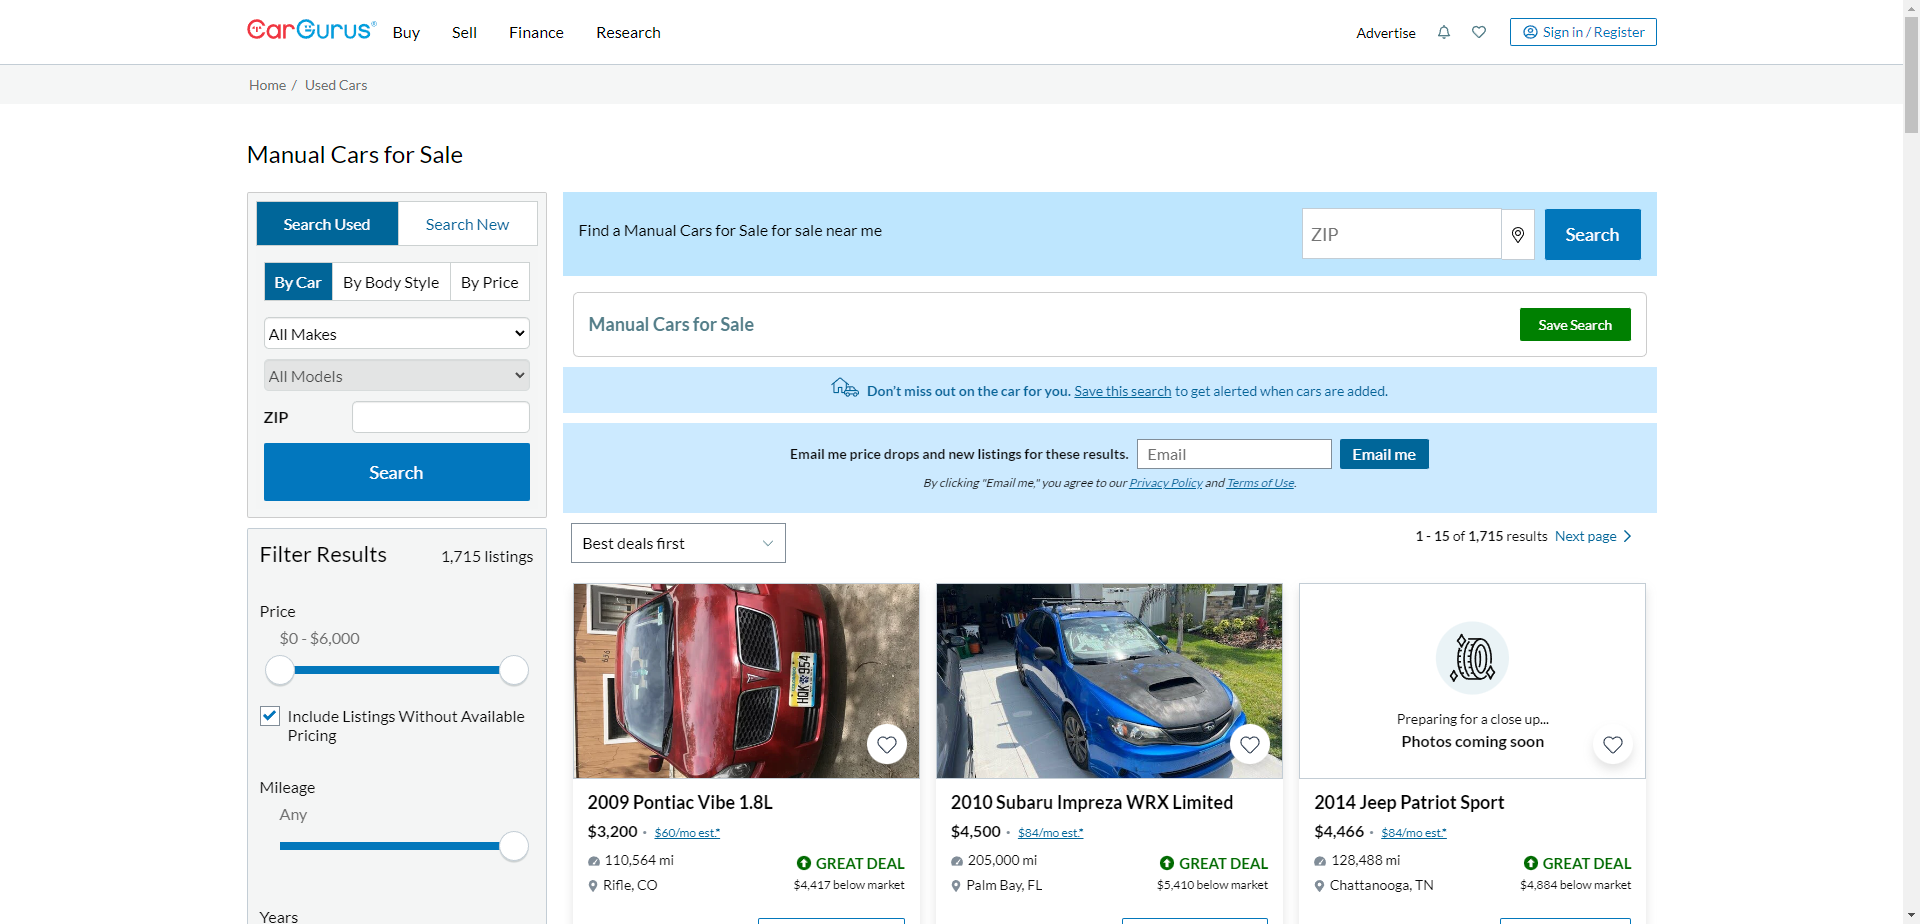 CarGurus®
Buy
Sell
Finance
Research
Advertise
Sign in / Register
Home / Used Cars
Manual Cars for Sale
Search Used
Search New
By Car
By Body Style
By Price
All Makes
All Models
ZIP
Search
Find a Manual Cars for Sale for sale near me
ZIP
Search
Manual Cars for Sale
Save Search
Don't miss out on the car for you. Save this search to get alerted when cars are added.
Email me price drops and new listings for these results.
Email
Email me
By clicking "Email me," you agree to our Privacy Policy and Terms of Use.
Filter Results
1,715 listings
Price
$0 - $6,000
Include Listings Without Available
Pricing
Mileage
Any
Years
Best deals first
1 - 15 of 1,715 results Next page
HQK 954
2009 Pontiac Vibe 1.8L
$3,200 · $60/mo est.*
110,564 mi
GREAT DEAL
Rifle, CO
$4,417 below market
2010 Subaru Impreza WRX Limited
$4,500 · $84/mo est.*
205,000 mi
GREAT DEAL
Palm Bay, FL
$5,410 below market
Preparing for a close up...
Photos coming soon
2014 Jeep Patriot Sport
$4,466 · $84/mo est.*
128,488 mi
GREAT DEAL
Chattanooga, TN
$4,884 below market